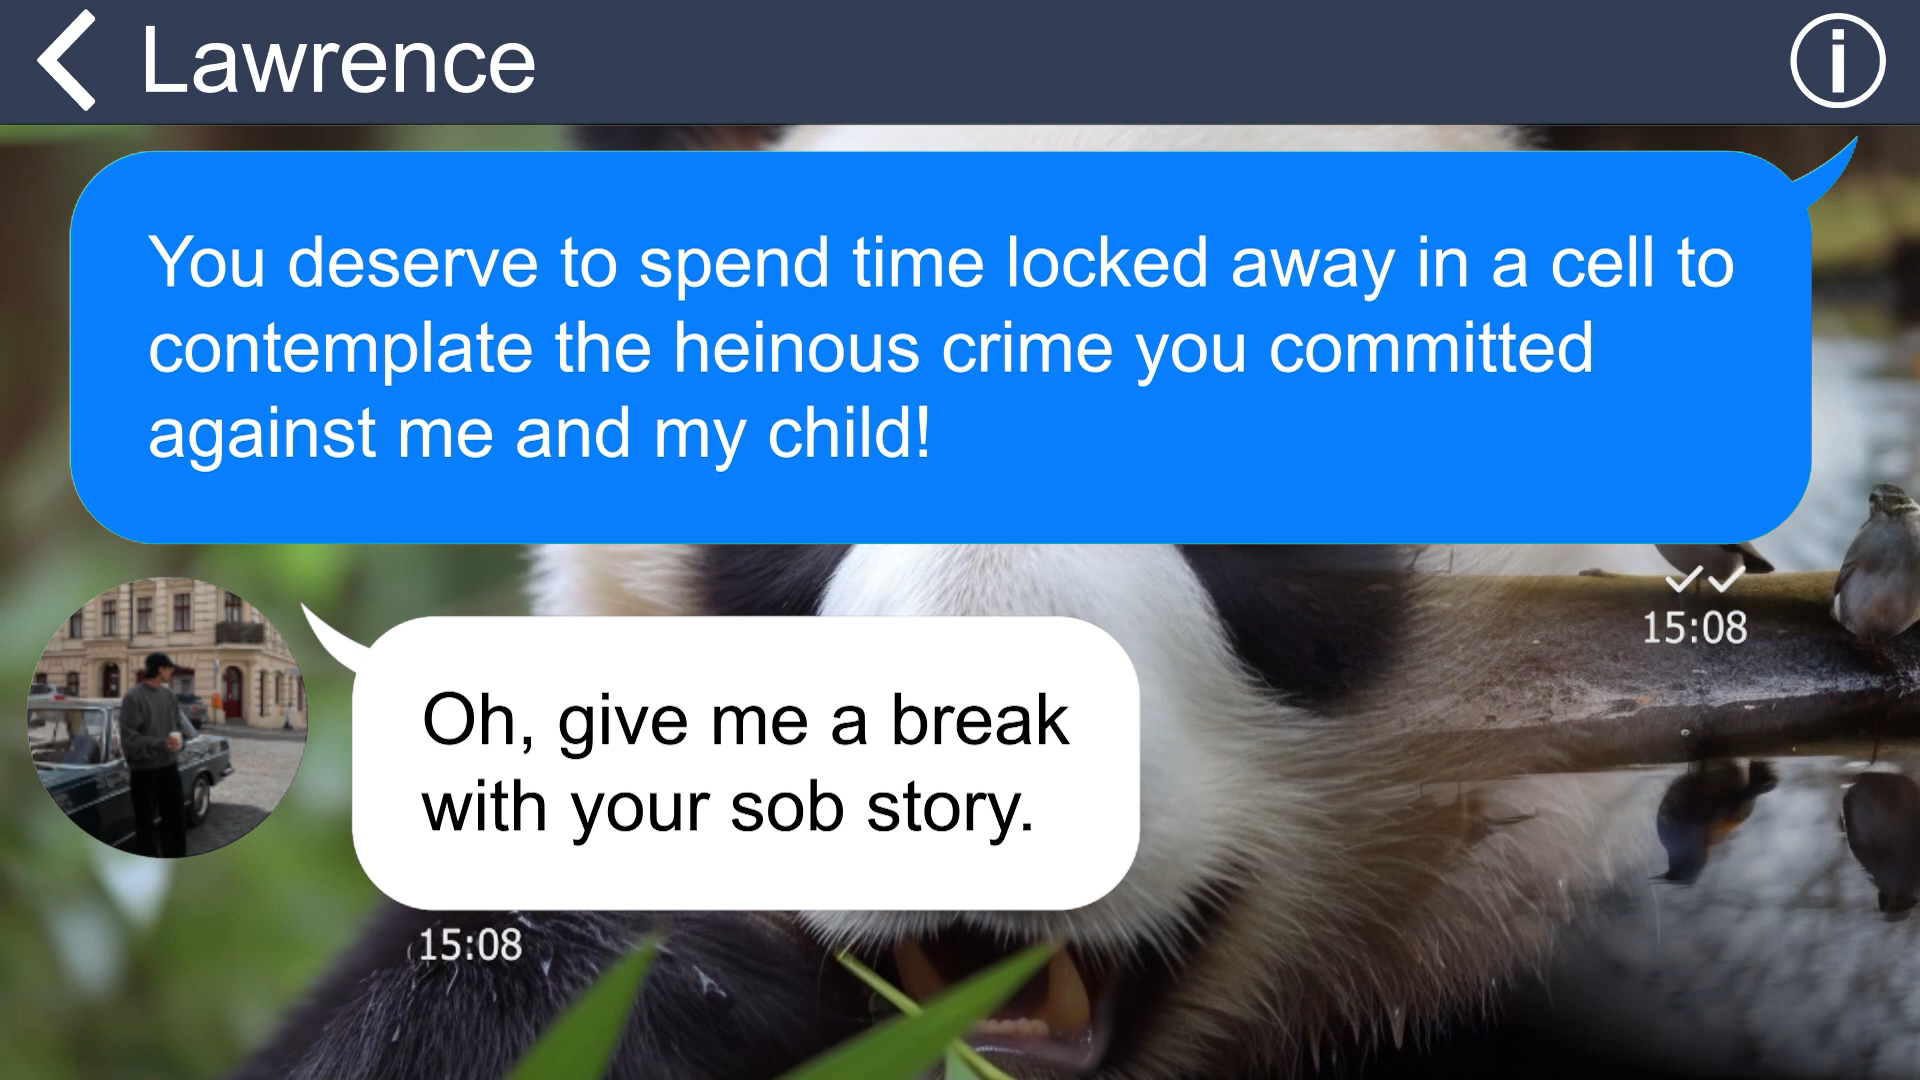 Lawrence
You deserve to spend time locked away in a cell to
contemplate the heinous crime you committed
against me and my child!
15:08
Oh, give me a break
with your sob story.
15:08